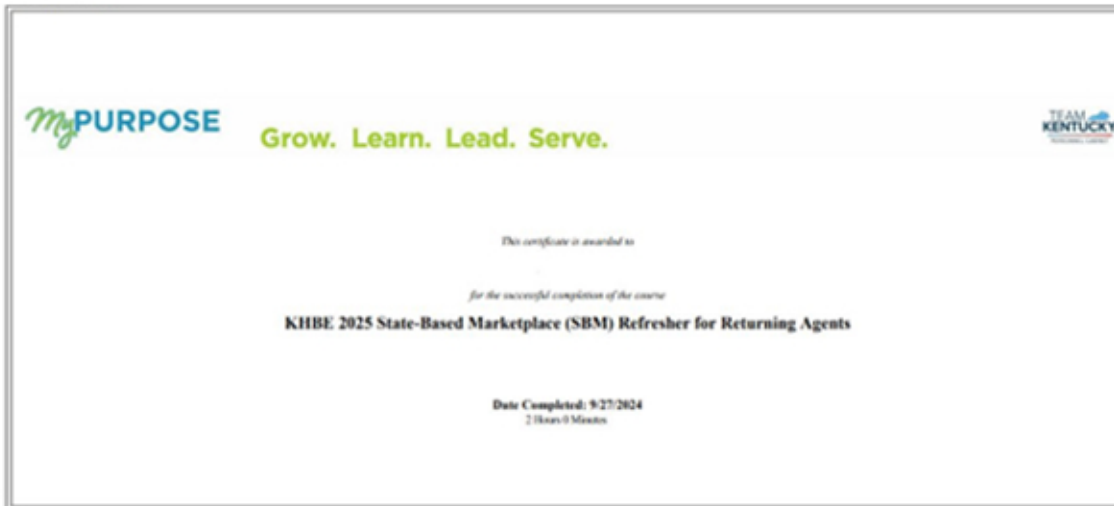 MyPURPOSE
Grow. Learn. Lead. Serve.
TEAM
KENTUCKY
This certificate is awarded to
for the successful completion of the course
KHBE 2025 State-Based Marketplace (SBM) Refresher for Returning Agents
Date Completed: 9/27/2024
2 Hours 0 Minutes